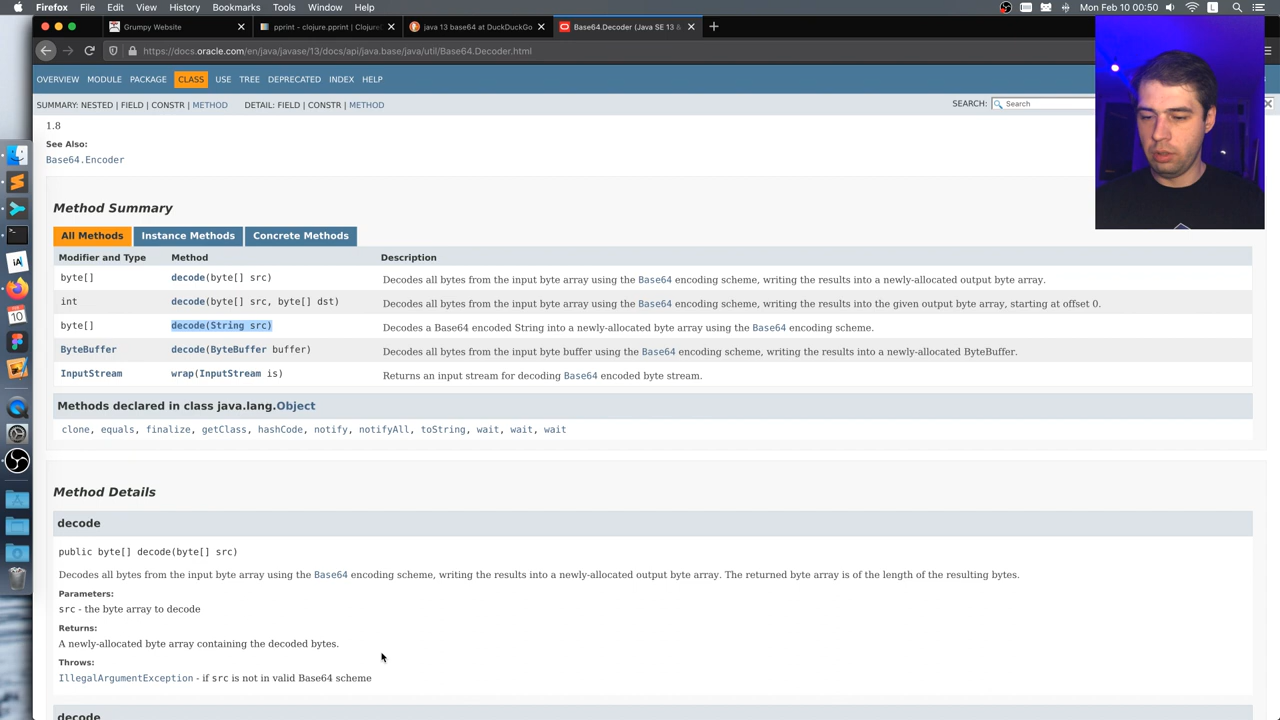 Firefox File Edit View History Bookmarks Tools Window Help Mon Feb 10 00:50
Grumpy Website
pprint - clojure.pprint | Clojure
java 13 base64 at DuckDuckGo
Base64.Decoder (Java SE 13 &
https://docs.oracle.com/en/java/javase/13/docs/api/java.base/java/util/Base64.Decoder.html
OVERVIEW MODULE PACKAGE CLASS USE TREE DEPRECATED INDEX HELP
SUMMARY: NESTED | FIELD | CONSTR | METHOD DETAIL: FIELD | CONSTR | METHOD
SEARCH: Search
1.8
See Also:
Base64.Encoder
Method Summary
All Methods Instance Methods Concrete Methods
Modifier and Type Method Description
byte[] decode(byte[] src) Decodes all bytes from the input byte array using the Base64 encoding scheme, writing the results into a newly-allocated output byte array.
int decode(byte[] src, byte[] dst) Decodes all bytes from the input byte array using the Base64 encoding scheme, writing the results into the given output byte array, starting at offset 0.
byte[] decode(String src) Decodes a Base64 encoded String into a newly-allocated byte array using the Base64 encoding scheme.
ByteBuffer decode(ByteBuffer buffer) Decodes all bytes from the input byte buffer using the Base64 encoding scheme, writing the results into a newly-allocated ByteBuffer.
InputStream wrap(InputStream is) Returns an input stream for decoding Base64 encoded byte stream.
Methods declared in class java.lang.Object
clone, equals, finalize, getClass, hashCode, notify, notifyAll, toString, wait, wait, wait
Method Details
decode
public byte[] decode(byte[] src)
Decodes all bytes from the input byte array using the Base64 encoding scheme, writing the results into a newly-allocated output byte array. The returned byte array is of the length of the resulting bytes.
Parameters:
src - the byte array to decode
Returns:
A newly-allocated byte array containing the decoded bytes.
Throws:
IllegalArgumentException - if src is not in valid Base64 scheme
decode